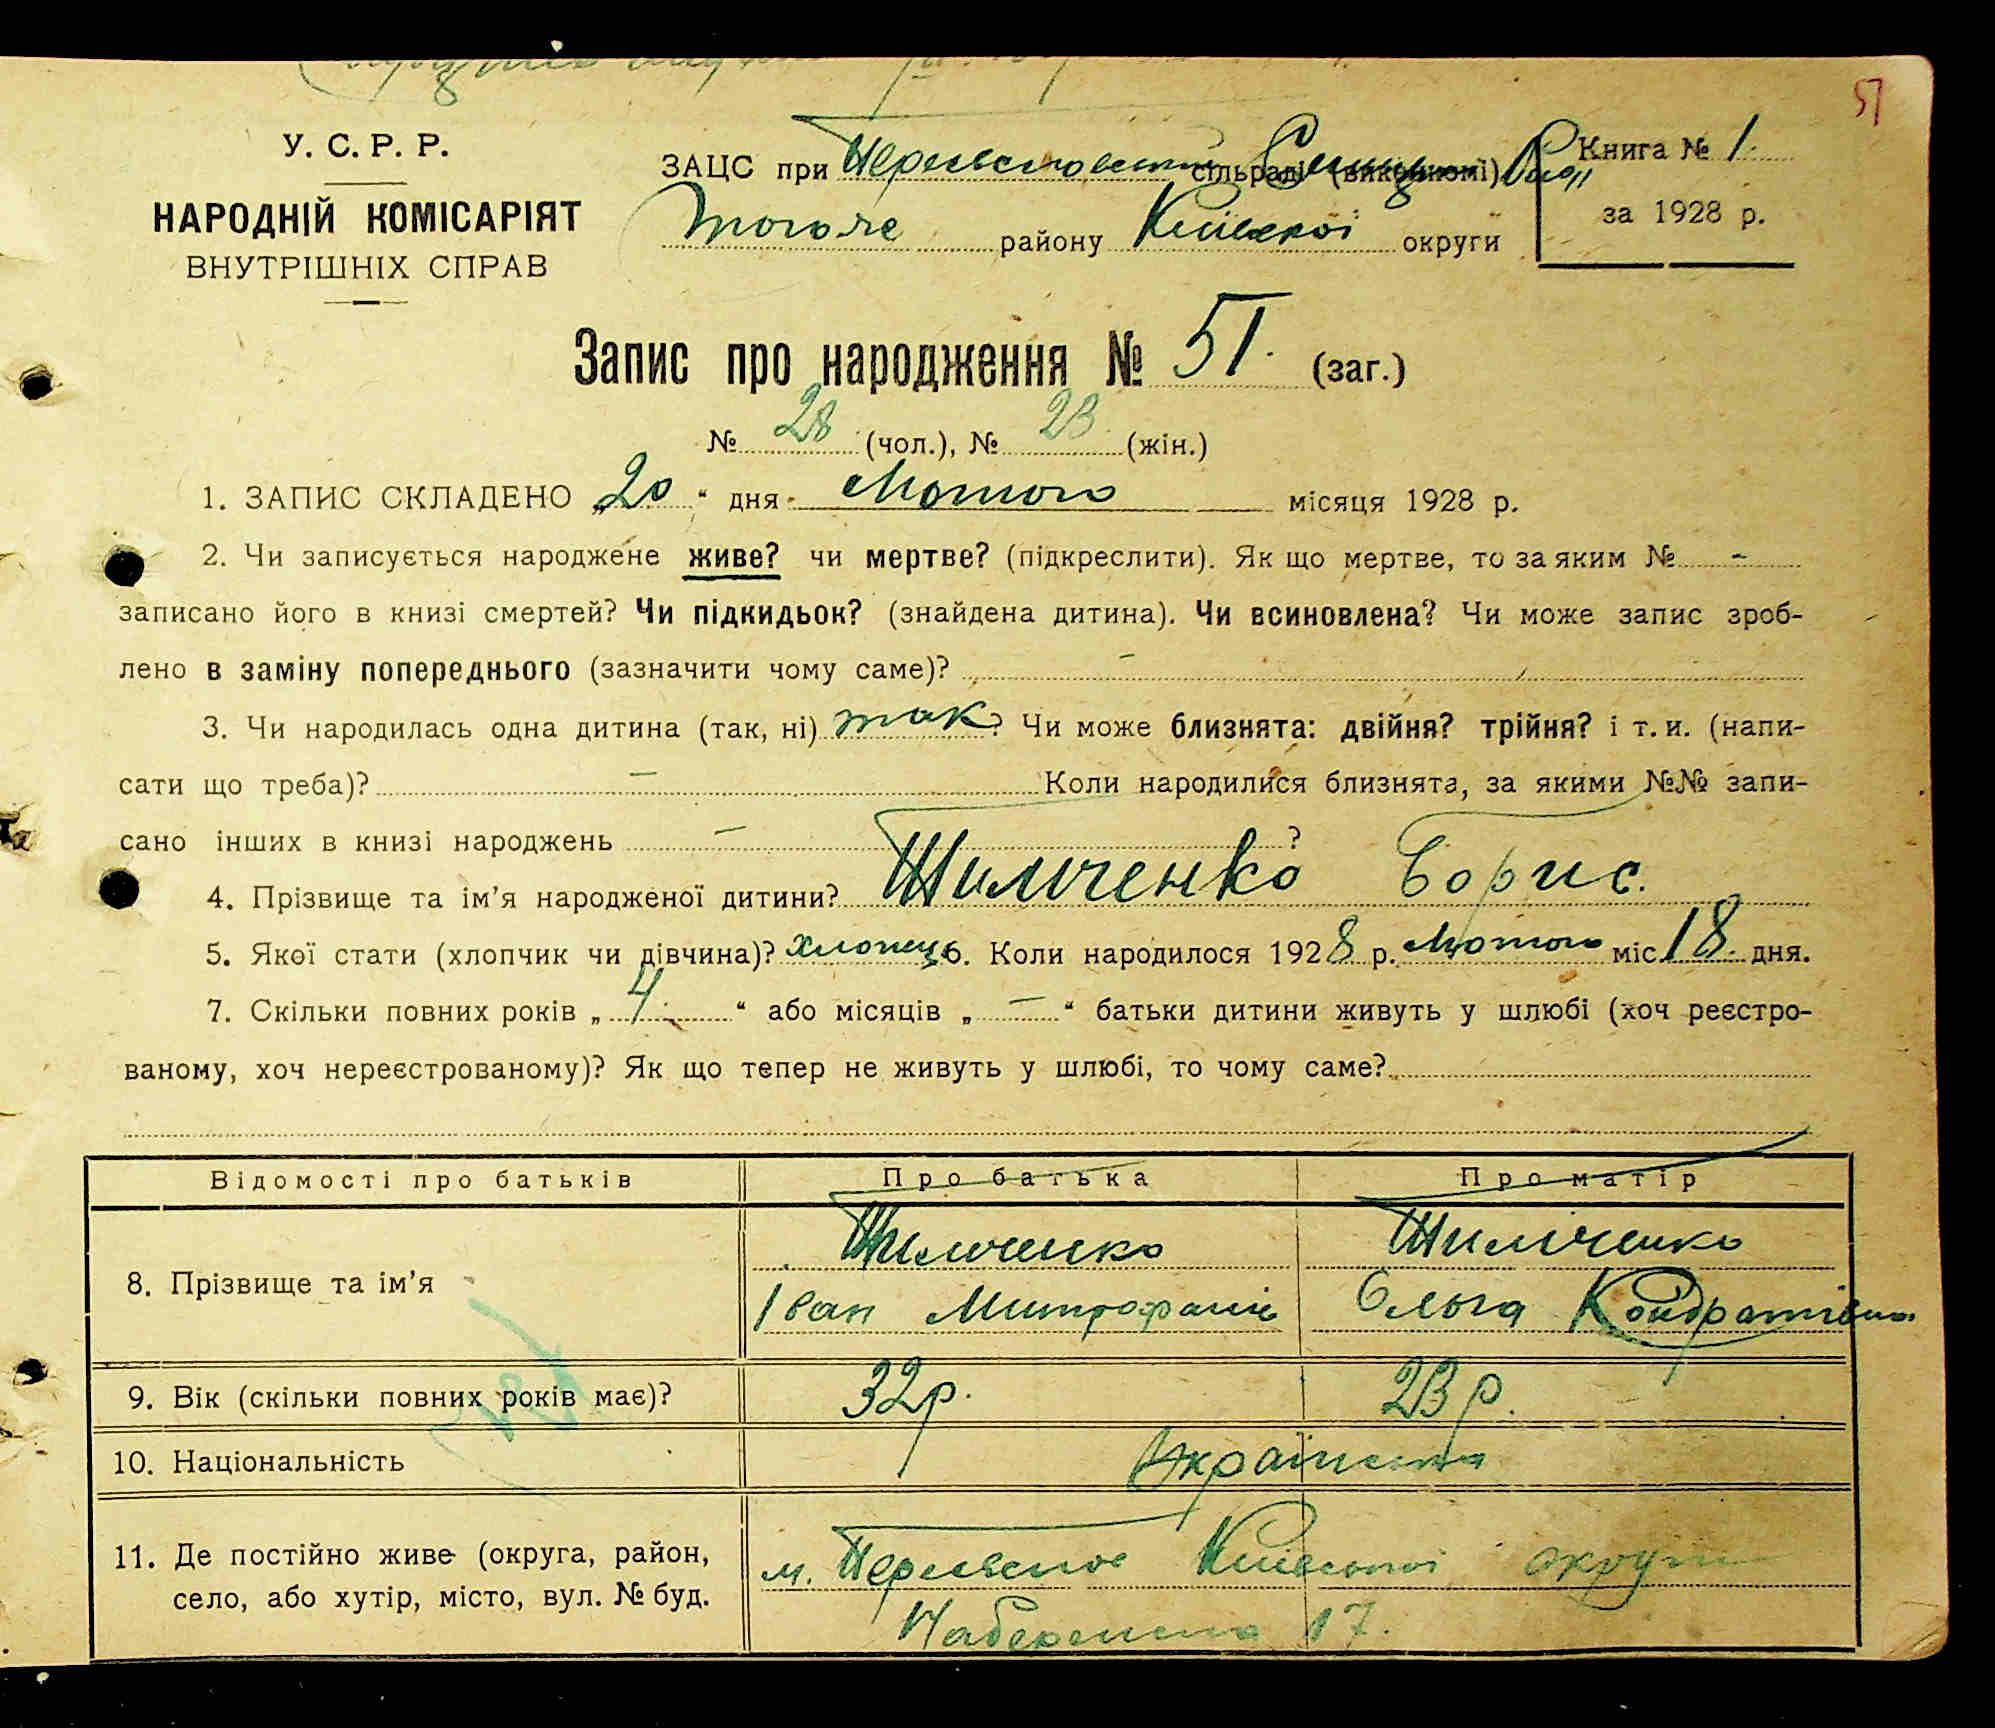 51
У. С. Р. Р.
НАРОДНІЙ КОМІСАРІЯТ
ВНУТРІШНІХ СПРАВ
ЗАЦС при сільраді (виконкомі)
того же району Київської округи
Книга № 1.
за 1928 р.
Запис про народження № 51. (заг.)
№ 28 (чол.), № 23 (жін.)
1. ЗАПИС СКЛАДЕНО „20“ дня Лютого місяця 1928 р.
2. Чи записується народжене живе? чи мертве? (підкреслити). Як що мертве, то за яким № -
записано його в книзі смертей? Чи підкидьок? (знайдена дитина). Чи всиновлена? Чи може запис зроб-
лено в заміну попереднього (зазначити чому саме)? -
3. Чи народилась одна дитина (так, ні) так? Чи може близнята: двійня? трійня? і т. и. (напи-
сати що треба)? - Коли народилися близнята, за якими №№ запи-
сано інших в книзі народжень - ?
4. Прізвище та ім'я народженої дитини? Тимченко Борис.
5. Якої стати (хлопчик чи дівчина)? хлопець 6. Коли народилося 1928 р. Лютого міс. 18. дня.
7. Скільки повних років „4“ або місяців „-“ батьки дитини живуть у шлюбі (хоч реєстро-
ваному, хоч нереєстрованому)? Як що тепер не живуть у шлюбі, то чому саме?
Відомості про батьків Про батька Про матір
8. Прізвище та ім'я Тимченко Тимченко
Іван Митрофанів Ольга Кондратівна
9. Вік (скільки повних років має)? 32 р. 23 р.
10. Національність
11. Де постійно живе (округа, район,
село, або хутір, місто, вул. № буд.
м. Київської округи
Набережна 17.